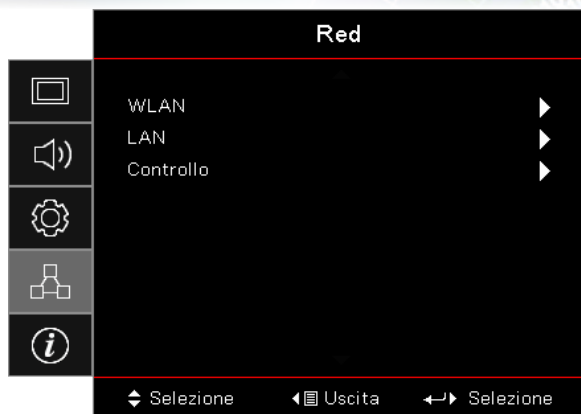 Red
WLAN
LAN
Controllo
Selezione Uscita Selezione